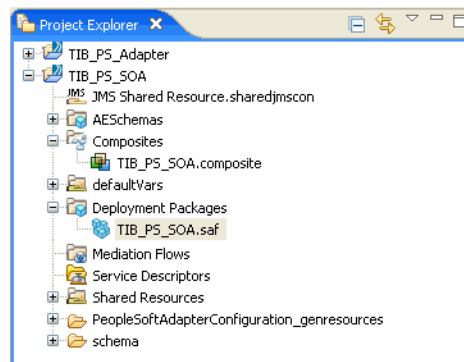 Project Explorer
TIB_PS_Adapter
TIB_PS_SOA
JMS JMS Shared Resource.sharedjmscon
AESchemas
Composites
TIB_PS_SOA.composite
defaultVars
Deployment Packages
TIB_PS_SOA.saf
Mediation Flows
Service Descriptors
Shared Resources
PeopleSoftAdapterConfiguration_genresources
schema